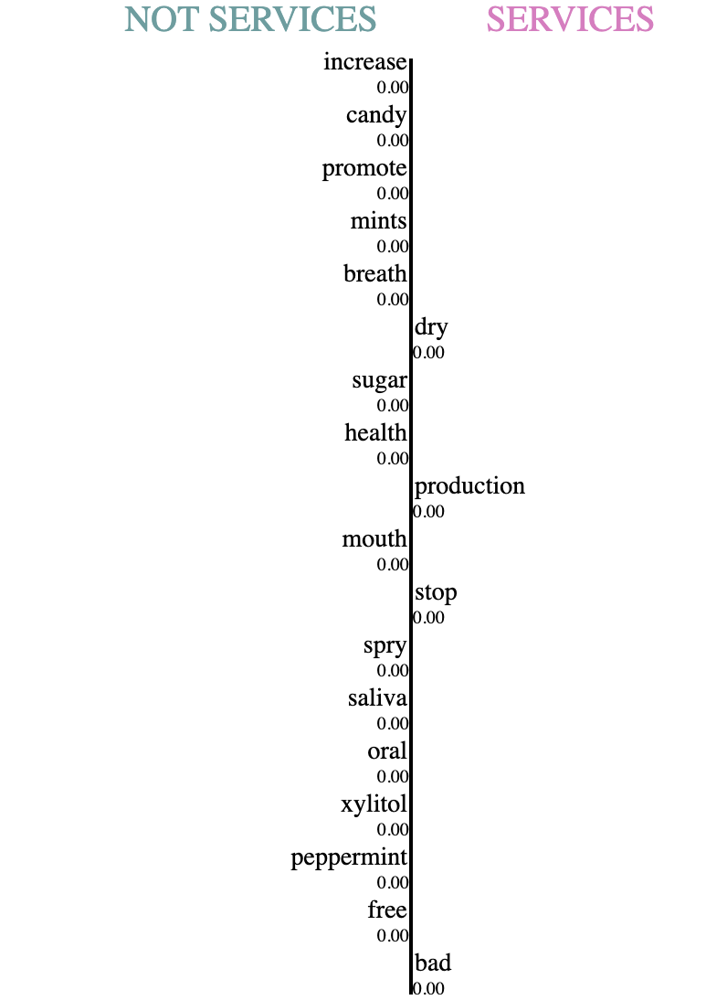 NOT SERVICES SERVICES
increase
0.00
candy
0.00
promote
0.00
mints
0.00
breath
0.00
dry
0.00
sugar
0.00
health
0.00
production
0.00
mouth
0.00
stop
0.00
spry
0.00
saliva
0.00
oral
0.00
xylitol
0.00
peppermint
0.00
free
0.00
bad
0.00